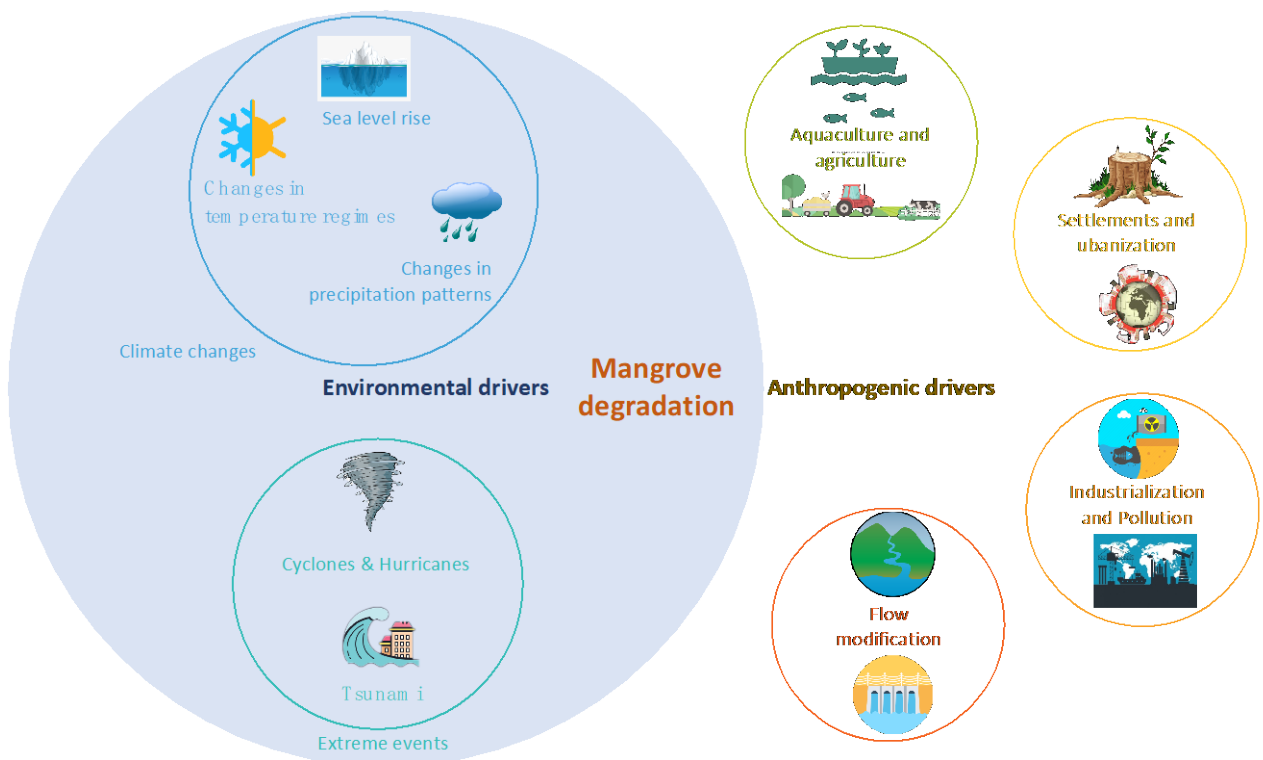 Sea level rise
Changes in
temperature regimes
Changes in
precipitation patterns
Climate changes
Environmental drivers
Mangrove
degradation
Cyclones & Hurricanes
Tsunami
Extreme events
Anthropogenic drivers
Aquaculture and
agriculture
Settlements and
ubanization
Industrialization
and Pollution
Flow
modification